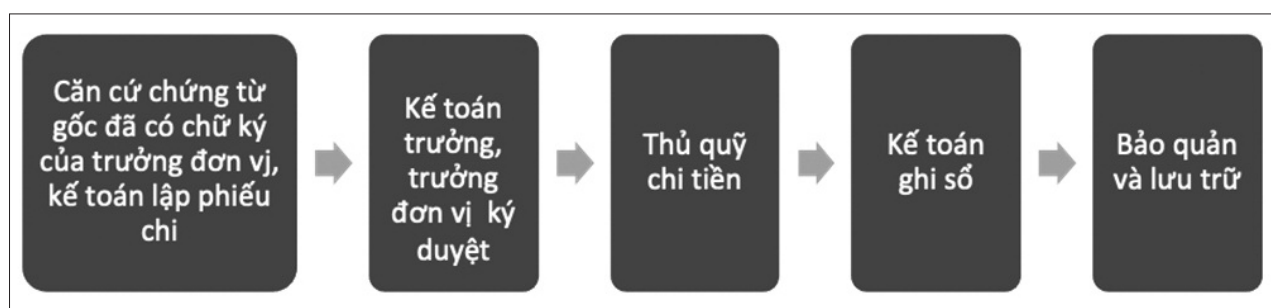 Căn cứ chứng từ
gốc đã có chữ ký
của trưởng đơn vị,
kế toán lập phiếu
chi
Kế toán
trưởng,
trưởng
đơn vị ký
duyệt
Thủ quỹ
chi tiền
Kế toán
ghi sổ
Bảo quản
và lưu trữ